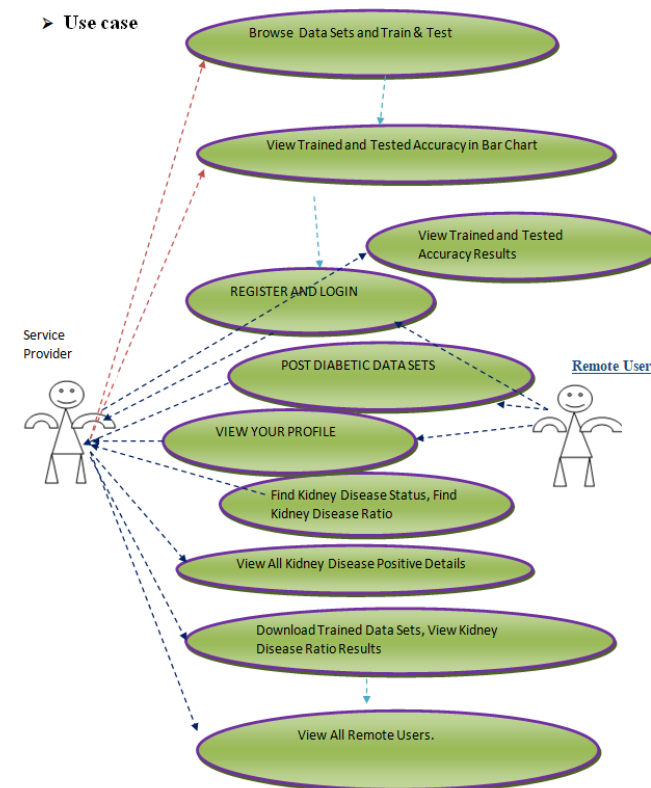 ➢ Use case
Browse Data Sets and Train & Test
View Trained and Tested Accuracy in Bar Chart
View Trained and Tested
Accuracy Results
REGISTER AND LOGIN
Service
Provider
POST DIABETIC DATA SETS
Remote User
VIEW YOUR PROFILE
Find Kidney Disease Status, Find
Kidney Disease Ratio
View All Kidney Disease Positive Details
Download Trained Data Sets, View Kidney
Disease Ratio Results
View All Remote Users.